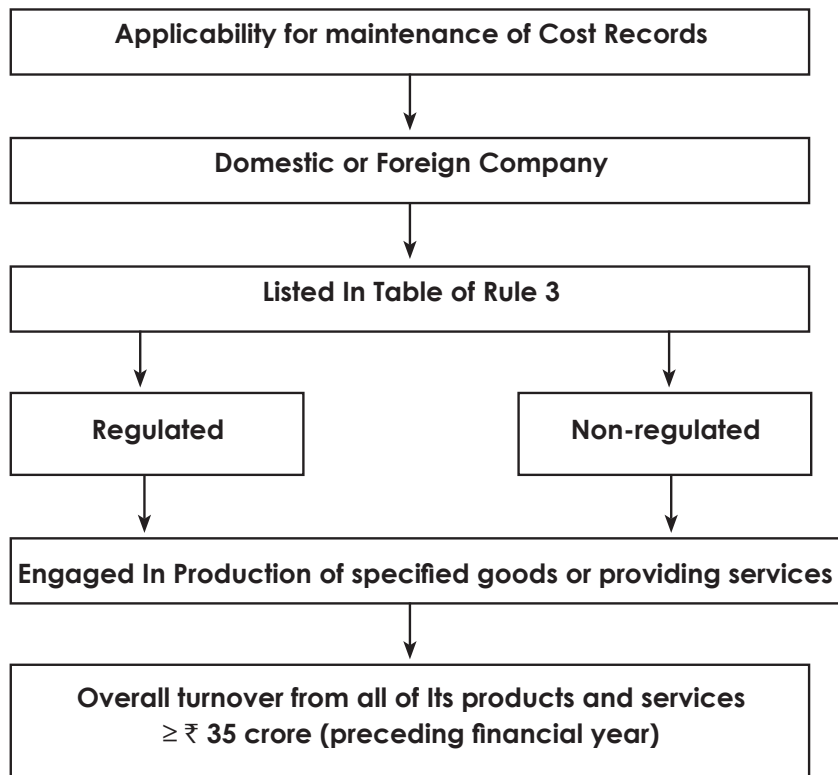 Applicability for maintenance of Cost Records
Domestic or Foreign Company
Listed In Table of Rule 3
Regulated
Non-regulated
Engaged In Production of specified goods or providing services
Overall turnover from all of Its products and services
≥ ₹ 35 crore (preceding financial year)